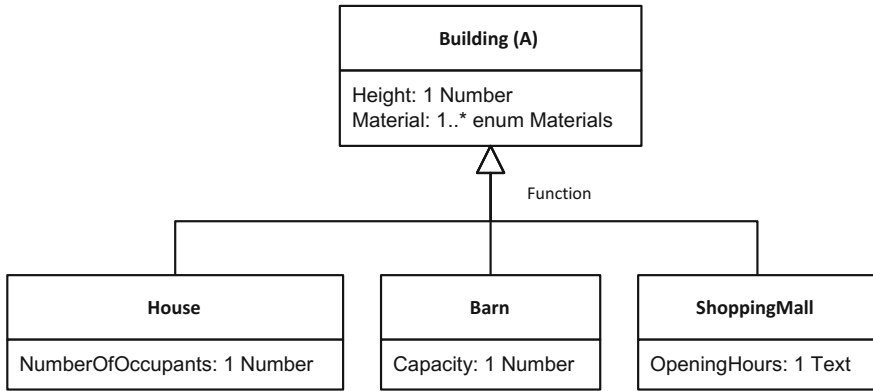 Building (A)
Height: 1 Number
Material: 1..* enum Materials
Function
House
NumberOfOccupants: 1 Number
Barn
Capacity: 1 Number
ShoppingMall
OpeningHours: 1 Text